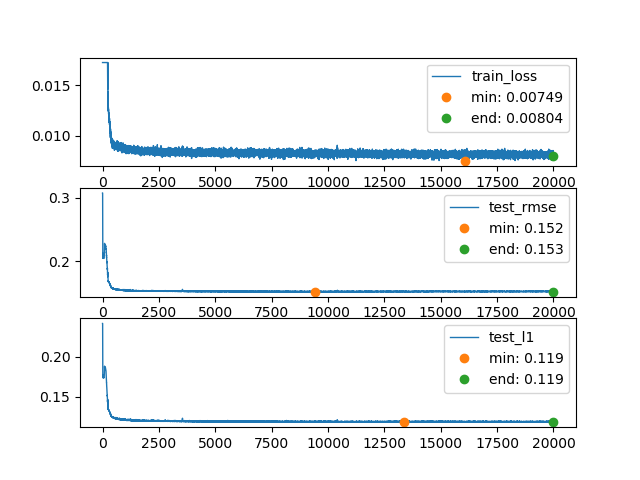 train_loss
min: 0.00749
end: 0.00804
0.015
0.010
0 2500 5000 7500 10000 12500 15000 17500 20000
test_rmse
min: 0.152
end: 0.153
0.3
0.2
0 2500 5000 7500 10000 12500 15000 17500 20000
test_l1
min: 0.119
end: 0.119
0.20
0.15
0 2500 5000 7500 10000 12500 15000 17500 20000